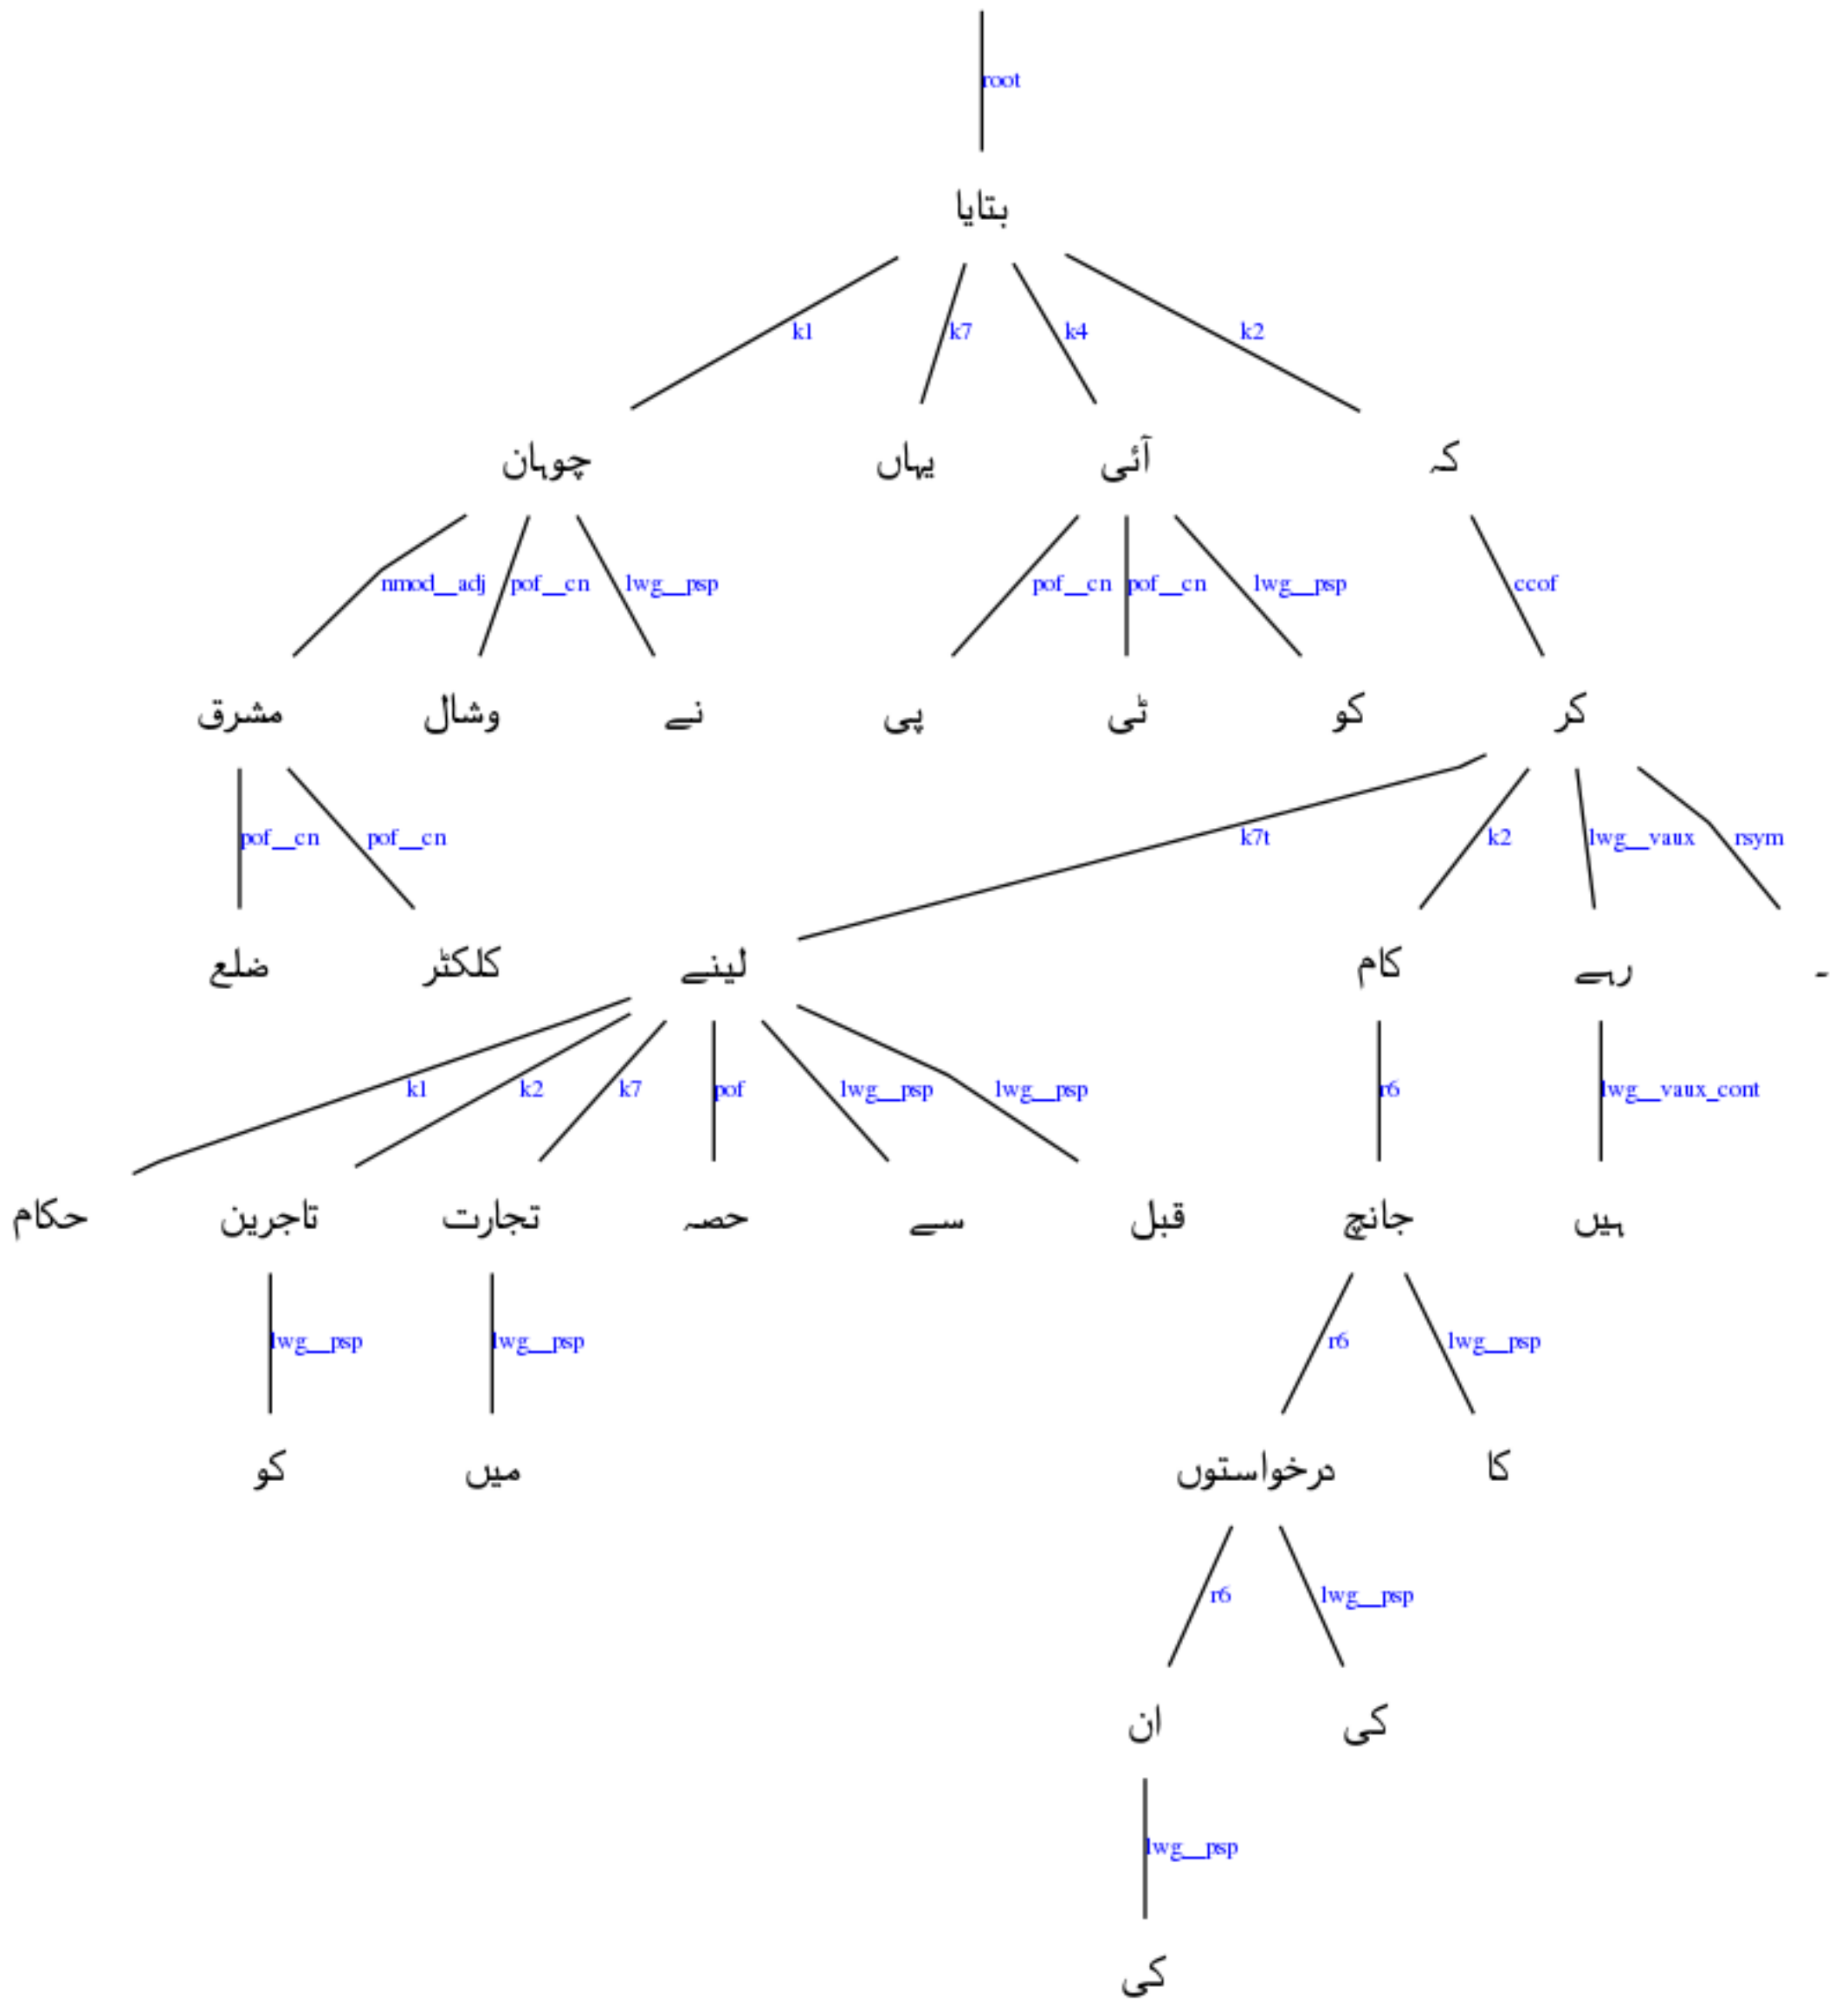 root
بتایا
k1 k7 k4 k2
چوہان یہاں آئی کہ
nmod__adj pof__cn lwg__psp pof__cn pof__cn lwg__psp ccof
مشرق وشال نے پی ٹی کو کر
pof__cn pof__cn k7t k2 lwg__vaux rsym
ضلع کلکٹر لینے کام رہے ۔
k1 k2 k7 pof lwg__psp lwg__psp r6 lwg__vaux_cont
حکام تاجرین تجارت حصہ سے قبل جانچ ہیں
lwg__psp lwg__psp r6 lwg__psp
کو میں درخواستوں کا
r6 lwg__psp
ان کی
lwg__psp
کی